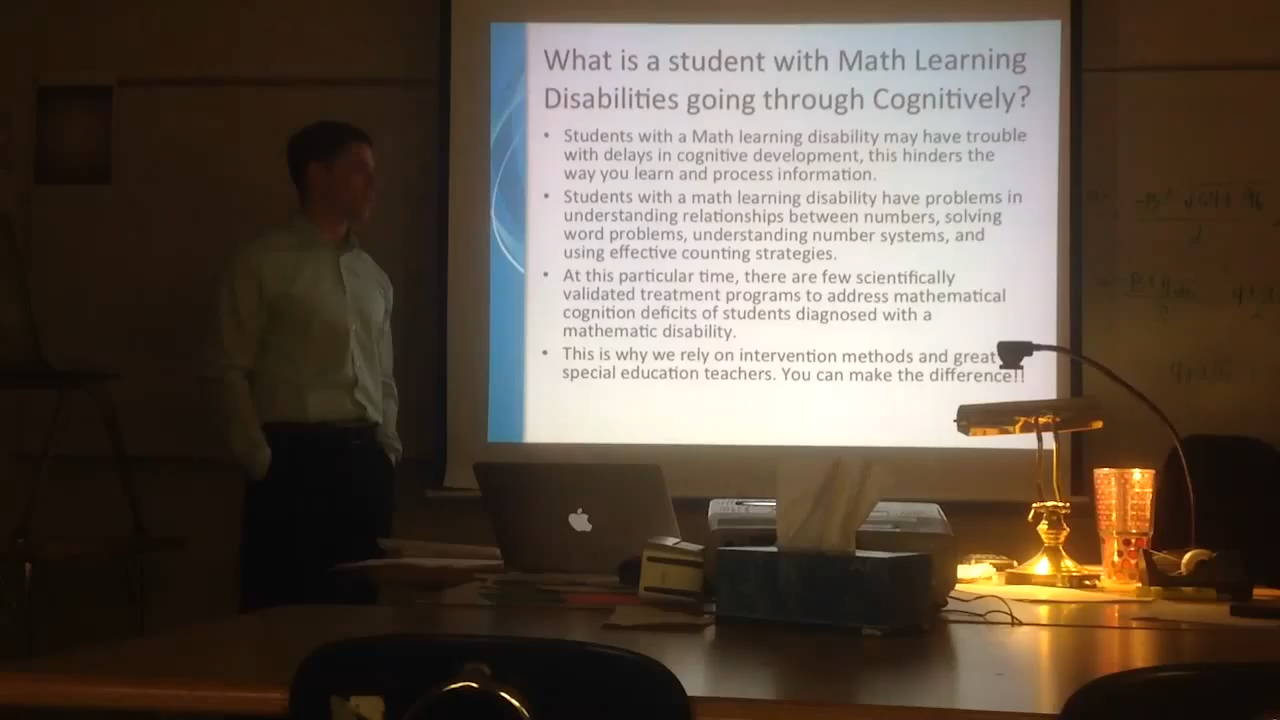 What is a student with Math Learning
Disabilities going through Cognitively?
• Students with a Math learning disability may have trouble
with delays in cognitive development, this hinders the
way you learn and process information.
• Students with a math learning disability have problems in
understanding relationships between numbers, solving
word problems, understanding number systems, and
using effective counting strategies.
• At this particular time, there are few scientifically
validated treatment programs to address mathematical
cognition deficits of students diagnosed with a
mathematic disability.
• This is why we rely on intervention methods and great
special education teachers. You can make the difference!!